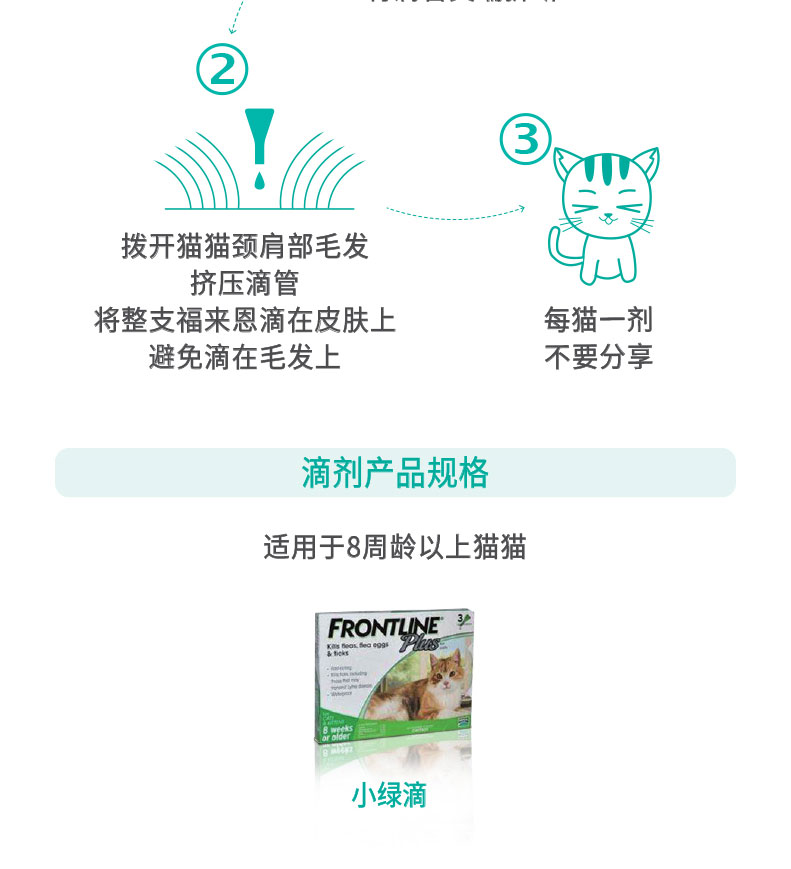 ②
③
拨开猫猫颈肩部毛发
挤压滴管
将整支福来恩滴在皮肤上
避免滴在毛发上
每猫一剂
不要分享
滴剂产品规格
适用于8周龄以上猫猫
FRONTLINE
Plus
3
Kills fleas, flea eggs
& ticks
8 weeks
or older
小绿滴